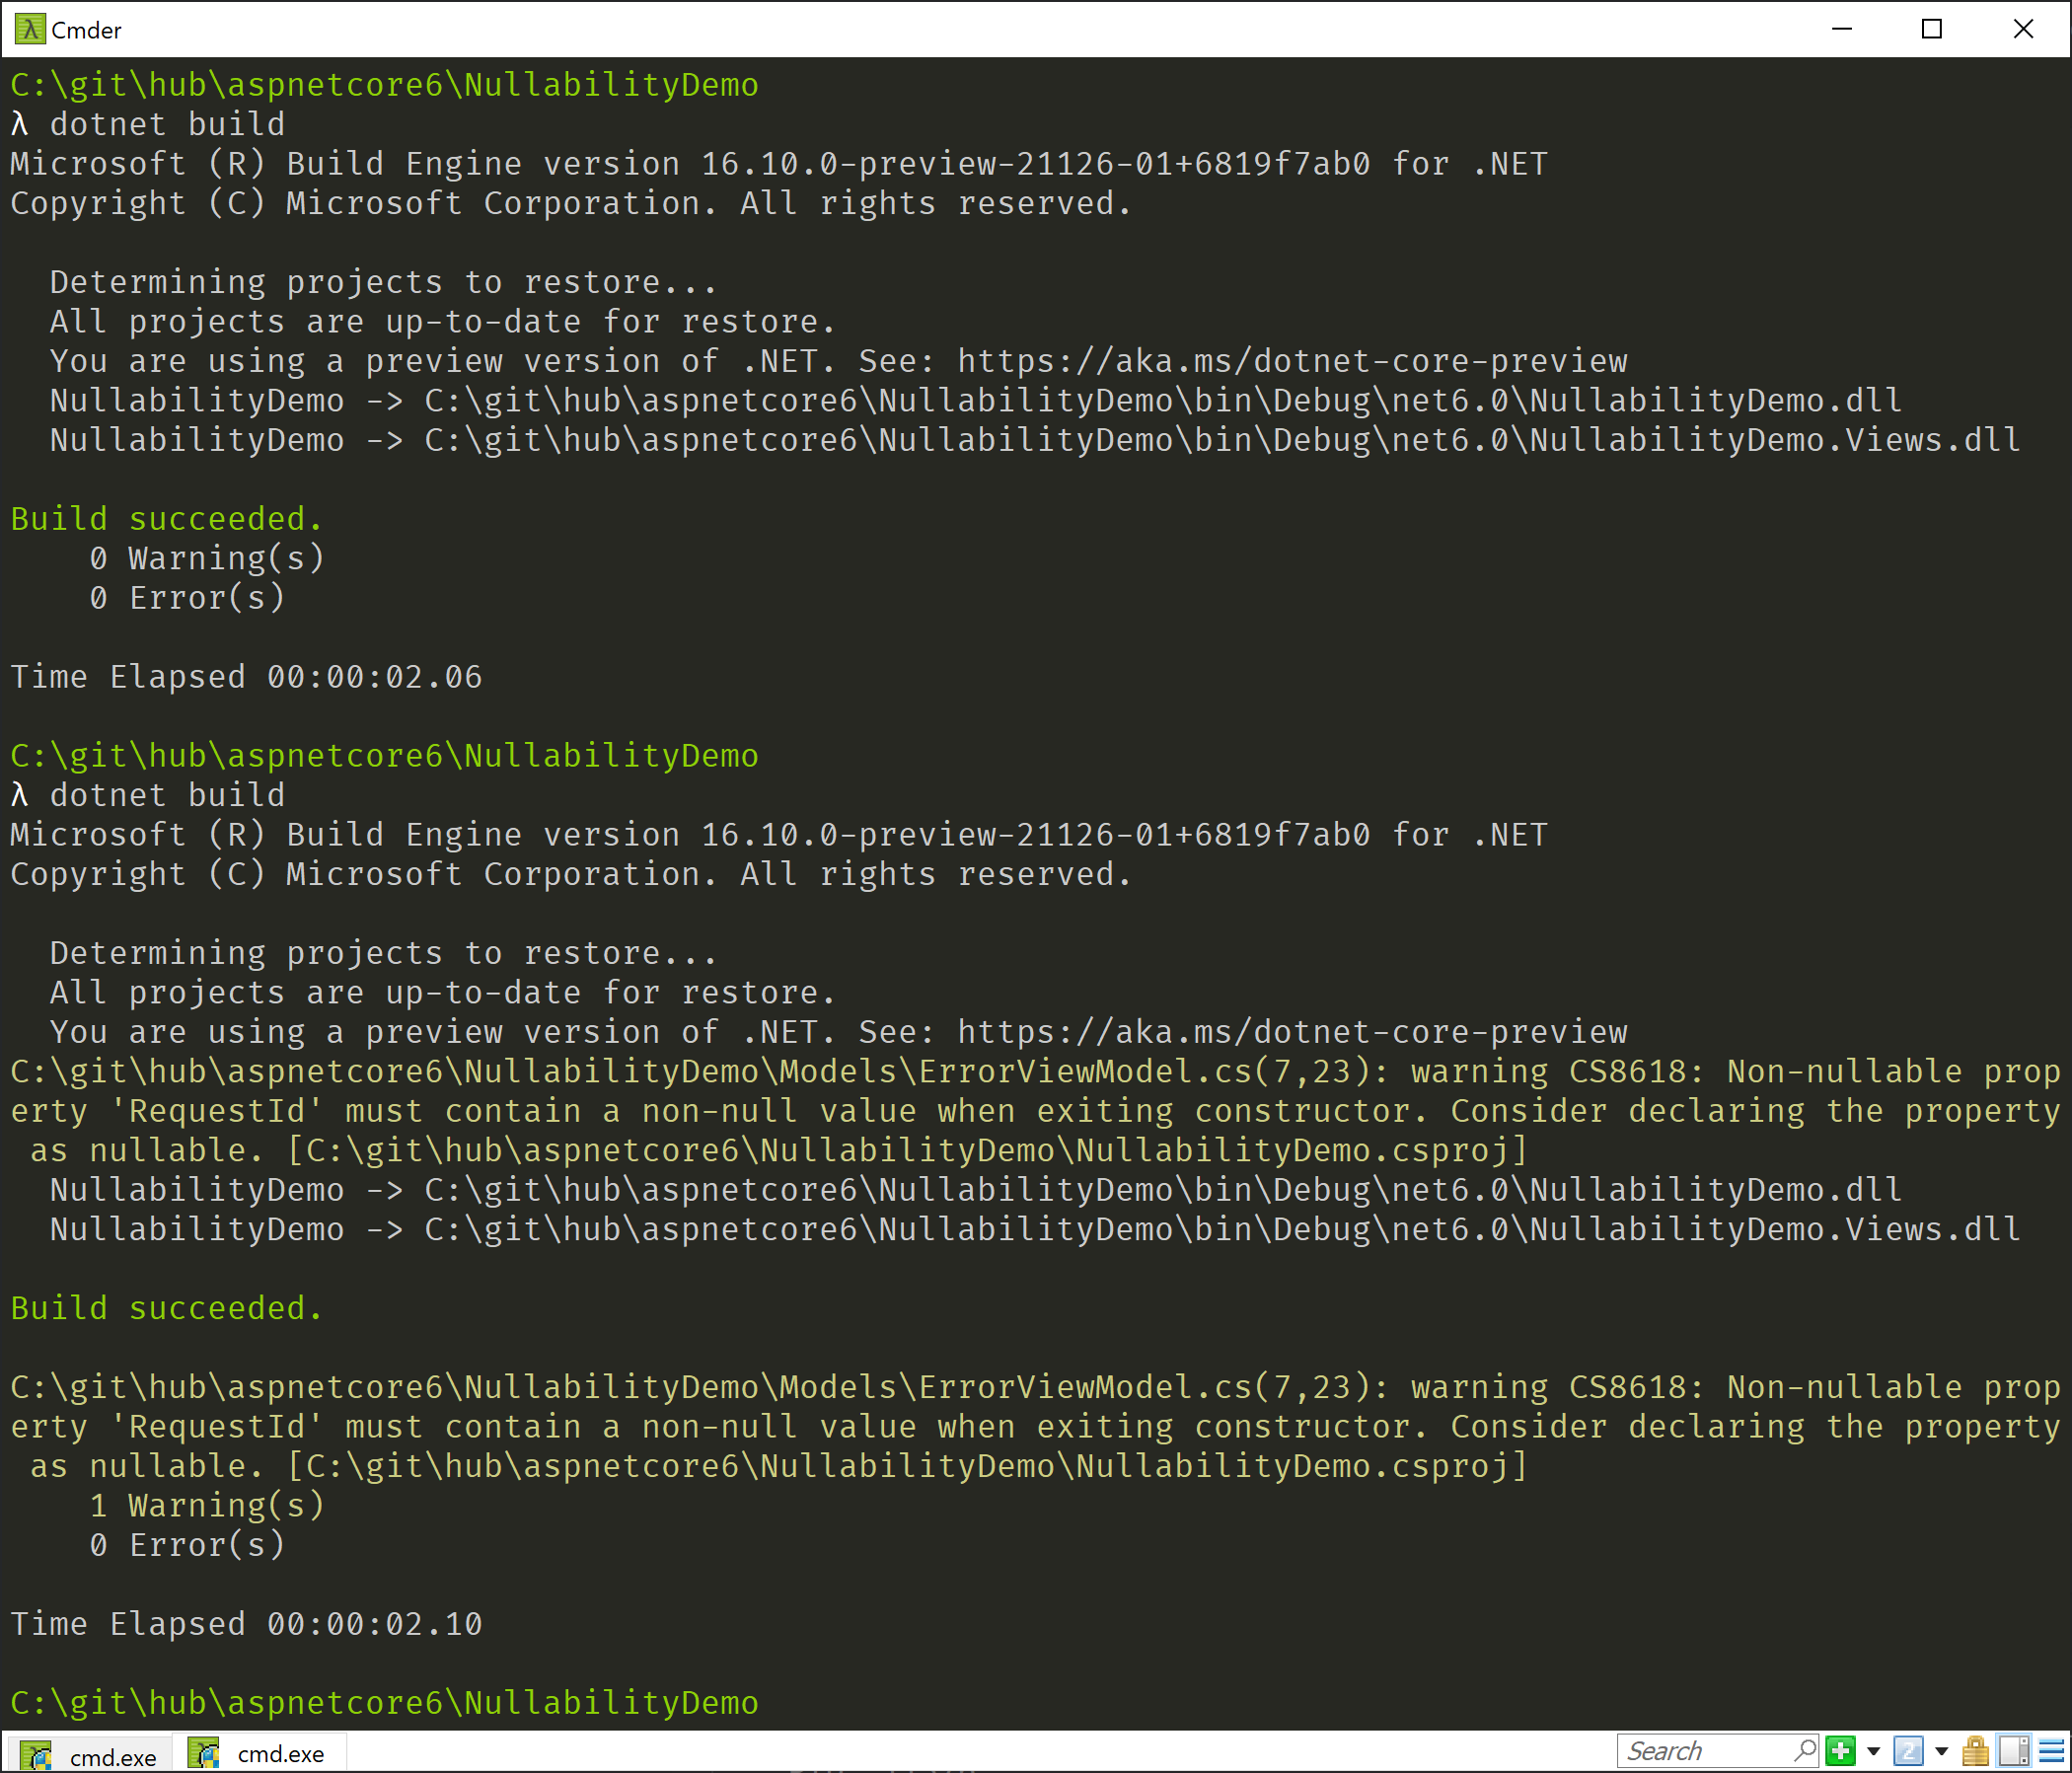 Cmder
C:\git\hub\aspnetcore6\NullabilityDemo
λ dotnet build
Microsoft (R) Build Engine version 16.10.0-preview-21126-01+6819f7ab0 for .NET
Copyright (C) Microsoft Corporation. All rights reserved.
Determining projects to restore...
All projects are up-to-date for restore.
You are using a preview version of .NET. See: https://aka.ms/dotnet-core-preview
NullabilityDemo -> C:\git\hub\aspnetcore6\NullabilityDemo\bin\Debug\net6.0\NullabilityDemo.dll
NullabilityDemo -> C:\git\hub\aspnetcore6\NullabilityDemo\bin\Debug\net6.0\NullabilityDemo.Views.dll
Build succeeded.
0 Warning(s)
0 Error(s)
Time Elapsed 00:00:02.06
C:\git\hub\aspnetcore6\NullabilityDemo
λ dotnet build
Microsoft (R) Build Engine version 16.10.0-preview-21126-01+6819f7ab0 for .NET
Copyright (C) Microsoft Corporation. All rights reserved.
Determining projects to restore...
All projects are up-to-date for restore.
You are using a preview version of .NET. See: https://aka.ms/dotnet-core-preview
C:\git\hub\aspnetcore6\NullabilityDemo\Models\ErrorViewModel.cs(7,23): warning CS8618: Non-nullable prop
erty 'RequestId' must contain a non-null value when exiting constructor. Consider declaring the property
as nullable. [C:\git\hub\aspnetcore6\NullabilityDemo\NullabilityDemo.csproj]
NullabilityDemo -> C:\git\hub\aspnetcore6\NullabilityDemo\bin\Debug\net6.0\NullabilityDemo.dll
NullabilityDemo -> C:\git\hub\aspnetcore6\NullabilityDemo\bin\Debug\net6.0\NullabilityDemo.Views.dll
Build succeeded.
C:\git\hub\aspnetcore6\NullabilityDemo\Models\ErrorViewModel.cs(7,23): warning CS8618: Non-nullable prop
erty 'RequestId' must contain a non-null value when exiting constructor. Consider declaring the property
as nullable. [C:\git\hub\aspnetcore6\NullabilityDemo\NullabilityDemo.csproj]
1 Warning(s)
0 Error(s)
Time Elapsed 00:00:02.10
C:\git\hub\aspnetcore6\NullabilityDemo
cmd.exe cmd.exe Search 2